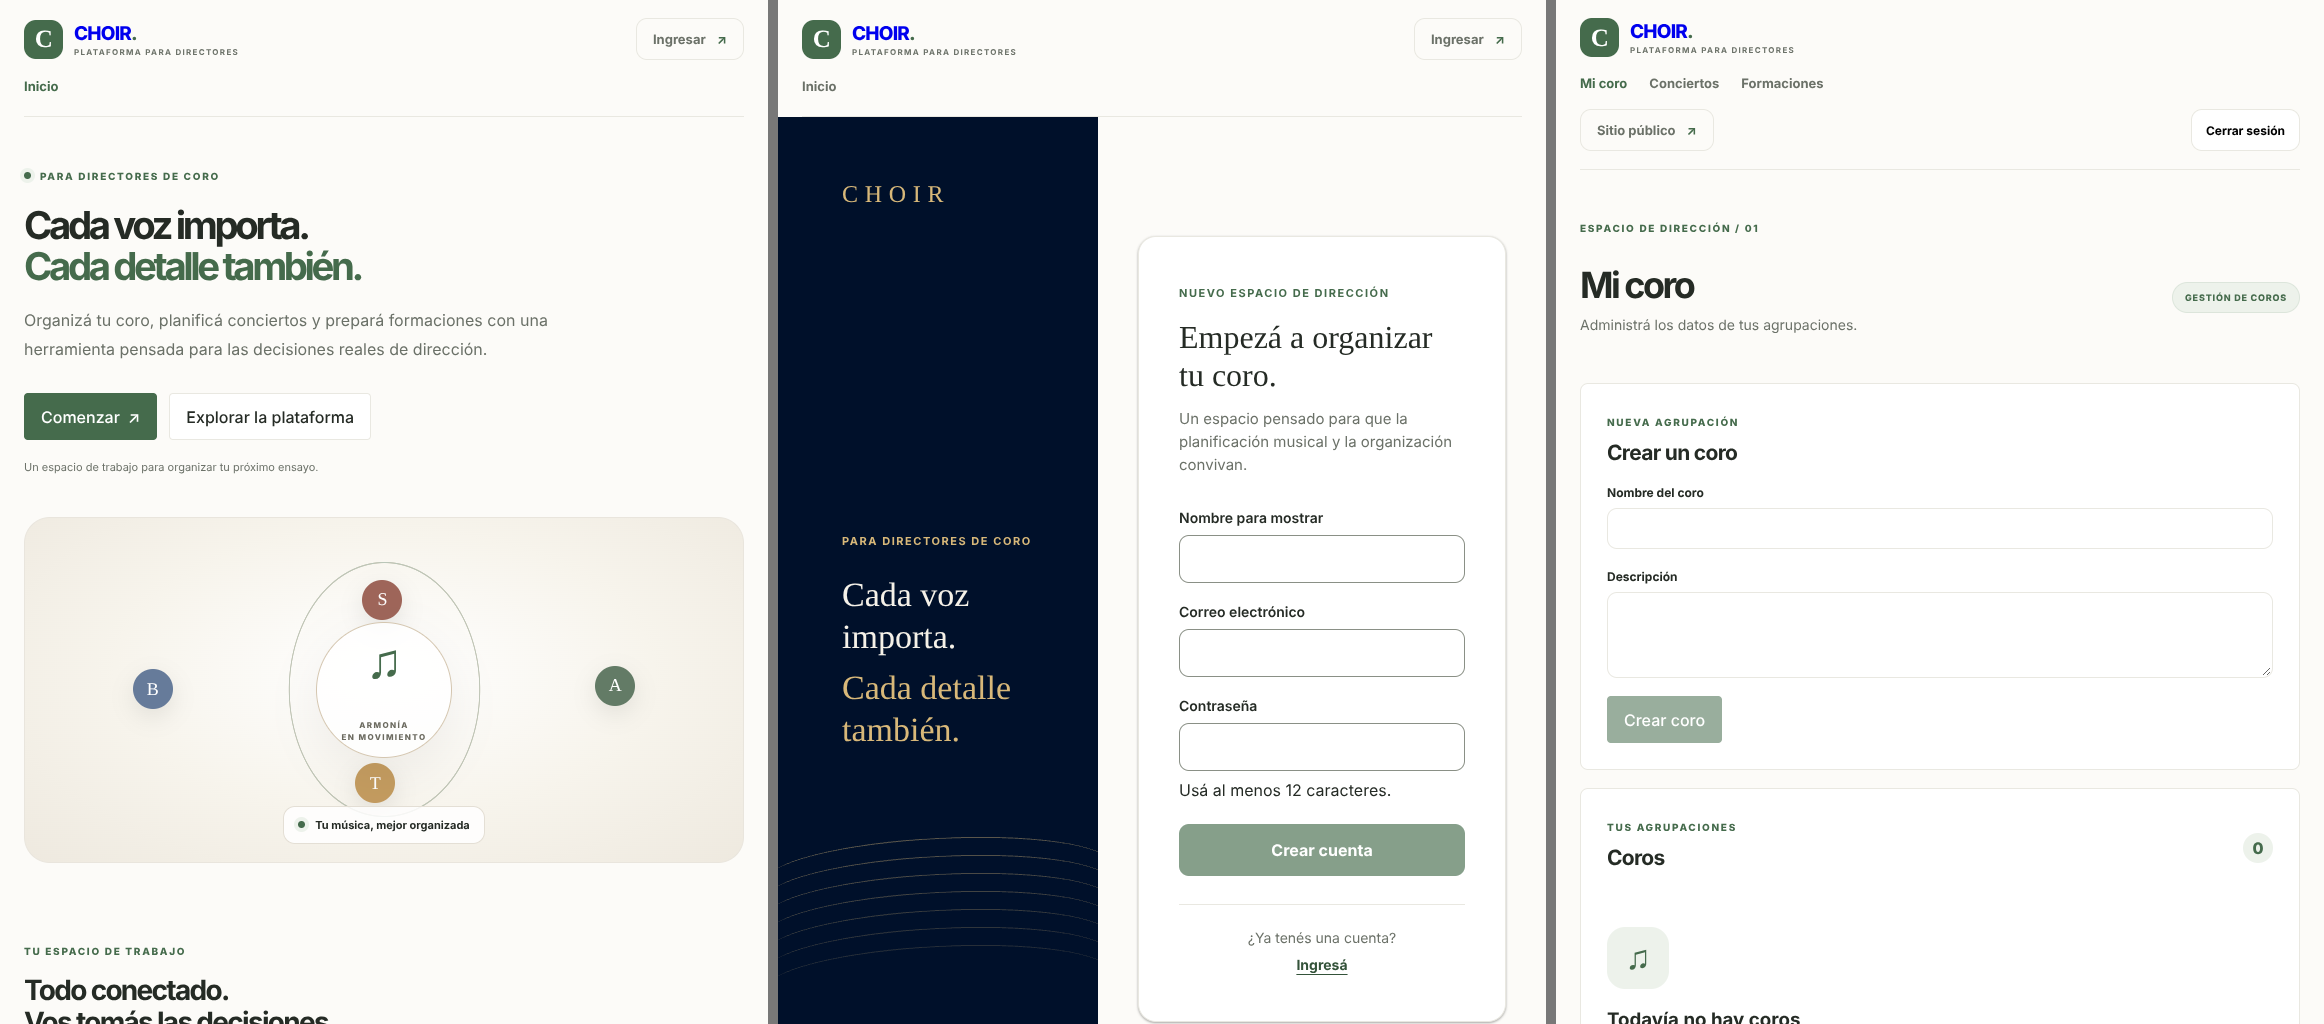 C
CHOIR.
PLATAFORMA PARA DIRECTORES
Ingresar
Inicio
PARA DIRECTORES DE CORO
Cada voz importa.
Cada detalle también.
Organizá tu coro, planificá conciertos y prepará formaciones con una
herramienta pensada para las decisiones reales de dirección.
Comenzar
Explorar la plataforma
Un espacio de trabajo para organizar tu próximo ensayo.
S
B
A
ARMONÍA
EN MOVIMIENTO
T
Tu música, mejor organizada
TU ESPACIO DE TRABAJO
Todo conectado.
Vos tomás las decisiones
C
CHOIR.
PLATAFORMA PARA DIRECTORES
Ingresar
Inicio
CHOIR
PARA DIRECTORES DE CORO
Cada voz
importa.
Cada detalle
también.
NUEVO ESPACIO DE DIRECCIÓN
Empezá a organizar
tu coro.
Un espacio pensado para que la
planificación musical y la organización
convivan.
Nombre para mostrar
Correo electrónico
Contraseña
Usá al menos 12 caracteres.
Crear cuenta
¿Ya tenés una cuenta?
Ingresá
C
CHOIR.
PLATAFORMA PARA DIRECTORES
Mi coro Conciertos Formaciones
Sitio público
Cerrar sesión
ESPACIO DE DIRECCIÓN / 01
Mi coro
Administrá los datos de tus agrupaciones.
GESTIÓN DE COROS
NUEVA AGRUPACIÓN
Crear un coro
Nombre del coro
Descripción
Crear coro
TUS AGRUPACIONES
Coros
0
Todavía no hay coros